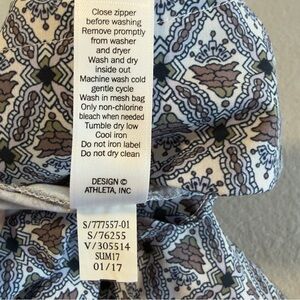 Close zipper
before washing
Remove promptly
from washer
and dryer
Wash and dry
inside out
Machine wash cold
gentle cycle
Wash in mesh bag
Only non-chlorine
bleach when needed
Tumble dry low
Cool iron
Do not iron label
Do not dry clean
DESIGN ©
ATHLETA, INC
S/777557-01
S/76255
V/305514
SUM17
01/17